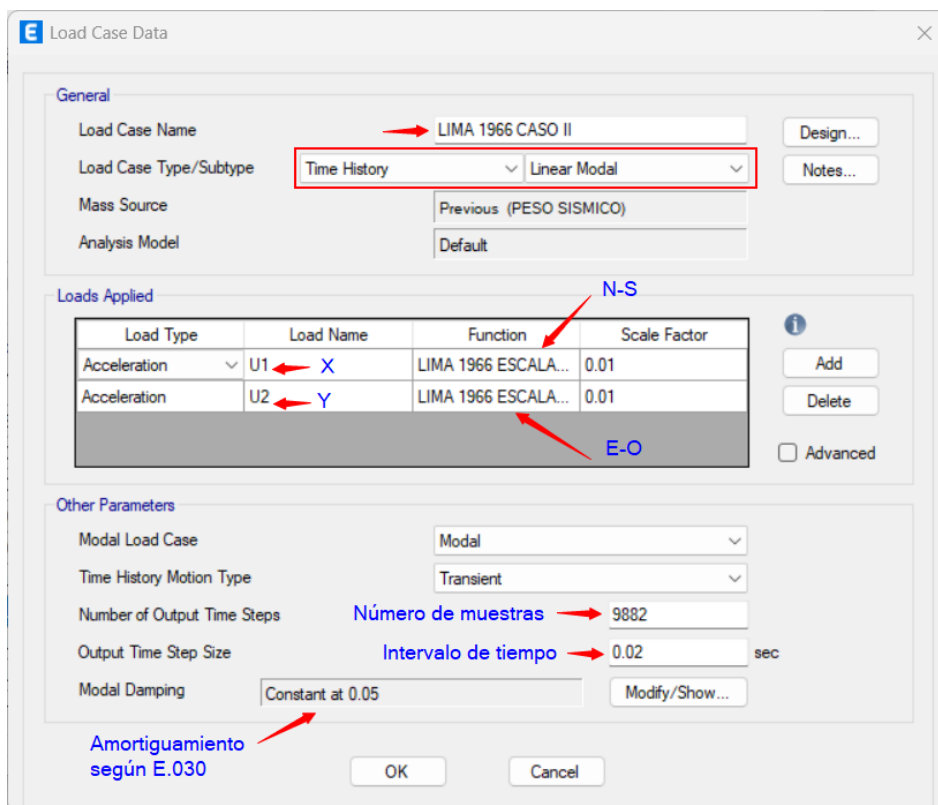 E Load Case Data
General
Load Case Name LIMA 1966 CASO II Design...
Load Case Type/Subtype Time History Linear Modal Notes...
Mass Source Previous (PESO SISMICO)
Analysis Model Default
N-S
Loads Applied
Load Type Load Name Function Scale Factor
Acceleration U1 X LIMA 1966 ESCALA... 0.01 Add
Acceleration U2 Y LIMA 1966 ESCALA... 0.01 Delete
E-O
Advanced
Other Parameters
Modal Load Case Modal
Time History Motion Type Transient
Number of Output Time Steps Número de muestras 9882
Output Time Step Size Intervalo de tiempo 0.02 sec
Modal Damping Constant at 0.05 Modify/Show...
Amortiguamiento
según E.030
OK Cancel